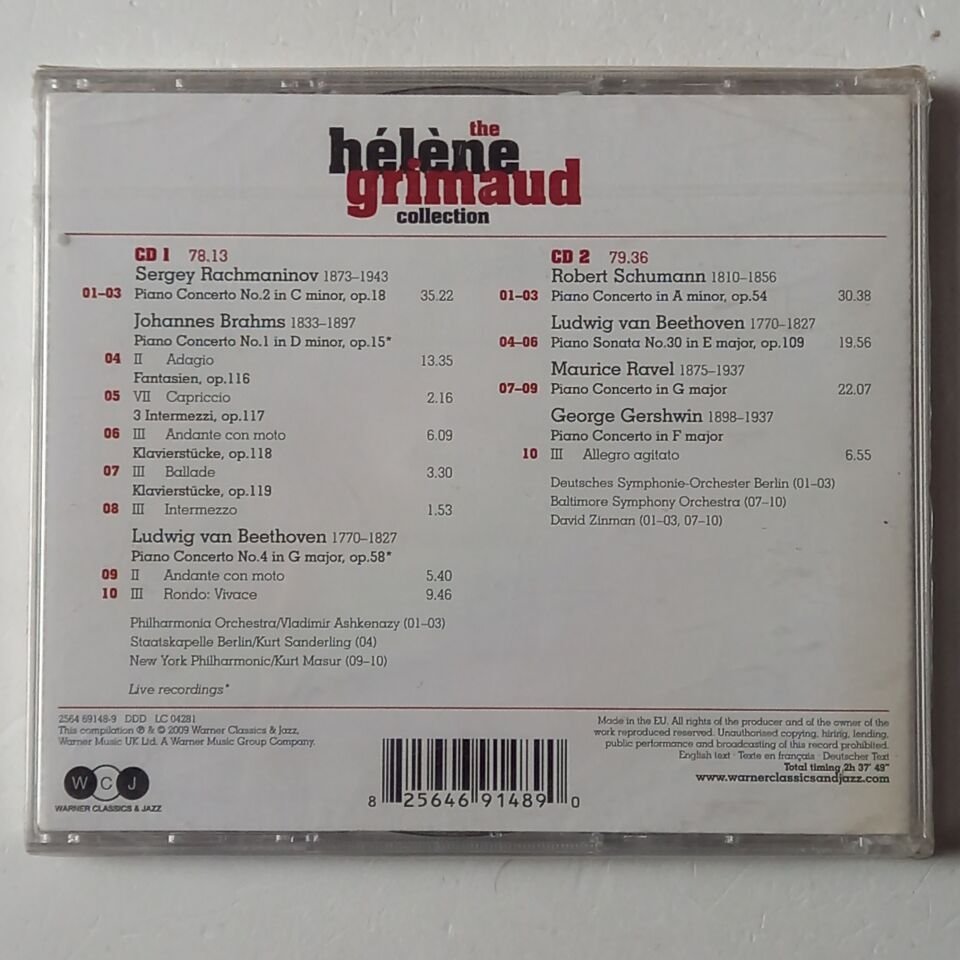 the
hélène
grimaud
collection
CD 1 78.13
Sergey Rachmaninov 1873–1943
01–03 Piano Concerto No.2 in C minor, op.18 35.22
Johannes Brahms 1833–1897
Piano Concerto No.1 in D minor, op.15*
04 II Adagio 13.35
Fantasien, op.116
05 VII Capriccio 2.16
3 Intermezzi, op.117
06 III Andante con moto 6.09
Klavierstücke, op.118
07 III Ballade 3.30
Klavierstücke, op.119
08 III Intermezzo 1.53
Ludwig van Beethoven 1770–1827
Piano Concerto No.4 in G major, op.58*
09 II Andante con moto 5.40
10 III Rondo: Vivace 9.46
Philharmonia Orchestra/Vladimir Ashkenazy (01–03)
Staatskapelle Berlin/Kurt Sanderling (04)
New York Philharmonic/Kurt Masur (09–10)
Live recordings*
CD 2 79.36
Robert Schumann 1810–1856
01–03 Piano Concerto in A minor, op.54 30.38
Ludwig van Beethoven 1770–1827
04–06 Piano Sonata No.30 in E major, op.109 19.56
Maurice Ravel 1875–1937
07–09 Piano Concerto in G major 22.07
George Gershwin 1898–1937
Piano Concerto in F major
10 III Allegro agitato 6.55
Deutsches Symphonie-Orchester Berlin (01–03)
Baltimore Symphony Orchestra (07–10)
David Zinman (01–03, 07–10)
2564 69148-9 DDD LC 04281
This compilation ℗ & © 2009 Warner Classics & Jazz,
Warner Music UK Ltd. A Warner Music Group Company.
WCJ
WARNER CLASSICS & JAZZ
8 25646 91489 0
Made in the EU. All rights of the producer and of the owner of the
work reproduced reserved. Unauthorised copying, hiring, lending,
public performance and broadcasting of this record prohibited.
English text · Texte en français · Deutscher Text
Total timing 2h 37' 49"
www.warnerclassicsandjazz.com